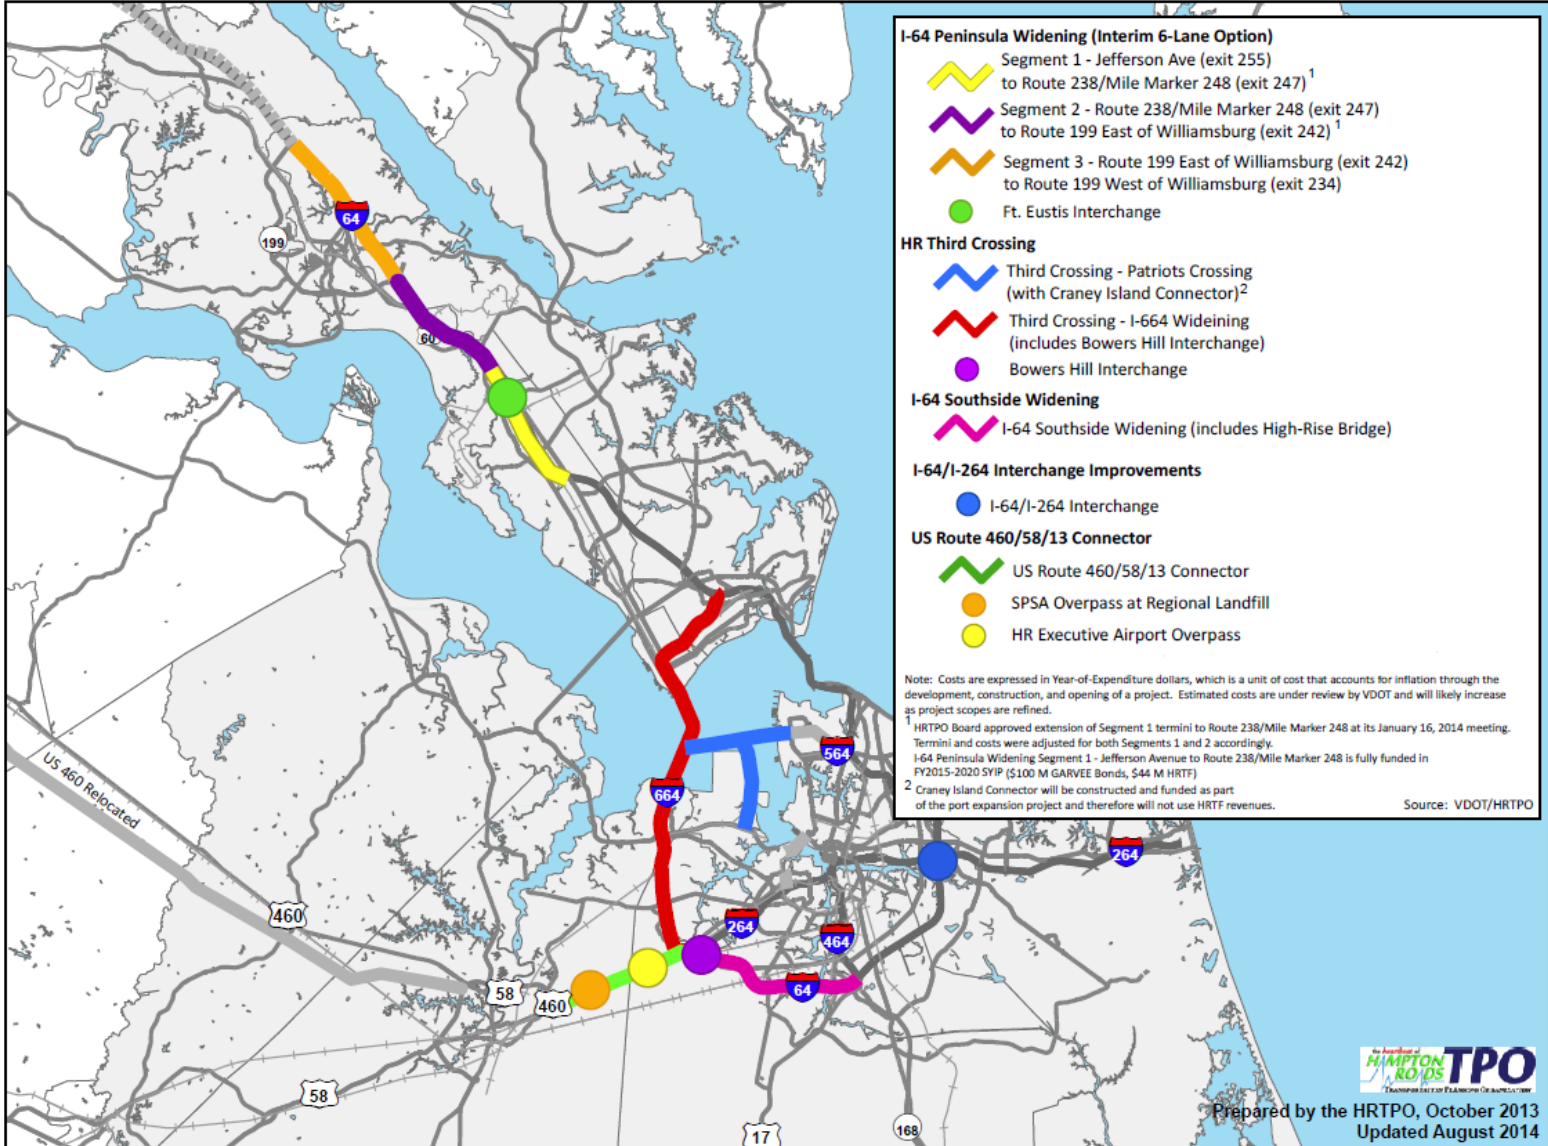 I-64 Peninsula Widening (Interim 6-Lane Option)
Segment 1 - Jefferson Ave (exit 255)
to Route 238/Mile Marker 248 (exit 247) 1
Segment 2 - Route 238/Mile Marker 248 (exit 247)
to Route 199 East of Williamsburg (exit 242) 1
Segment 3 - Route 199 East of Williamsburg (exit 242)
to Route 199 West of Williamsburg (exit 234)
Ft. Eustis Interchange
HR Third Crossing
Third Crossing - Patriots Crossing
(with Craney Island Connector) 2
Third Crossing - I-664 Wideining
(includes Bowers Hill Interchange)
Bowers Hill Interchange
I-64 Southside Widening
I-64 Southside Widening (includes High-Rise Bridge)
I-64/I-264 Interchange Improvements
I-64/I-264 Interchange
US Route 460/58/13 Connector
US Route 460/58/13 Connector
SPSA Overpass at Regional Landfill
HR Executive Airport Overpass
Note: Costs are expressed in Year-of-Expenditure dollars, which is a unit of cost that accounts for inflation through the
development, construction, and opening of a project. Estimated costs are under review by VDOT and will likely increase
as project scopes are refined.
1 HRTPO Board approved extension of Segment 1 termini to Route 238/Mile Marker 248 at its January 16, 2014 meeting.
Termini and costs were adjusted for both Segments 1 and 2 accordingly.
I-64 Peninsula Widening Segment 1 - Jefferson Avenue to Route 238/Mile Marker 248 is fully funded in
FY2015-2020 SYIP ($100 M GARVEE Bonds, $44 M HRTF)
2 Craney Island Connector will be constructed and funded as part
of the port expansion project and therefore will not use HRTF revenues.
Source: VDOT/HRTPO
64
199
60
564
664
US 460 Relocated
264
460
264
464
58
460
64
58
17
168
the heartbeat of
HAMPTON
ROADS
TPO
TRANSPORTATION PLANNING ORGANIZATION
Prepared by the HRTPO, October 2013
Updated August 2014